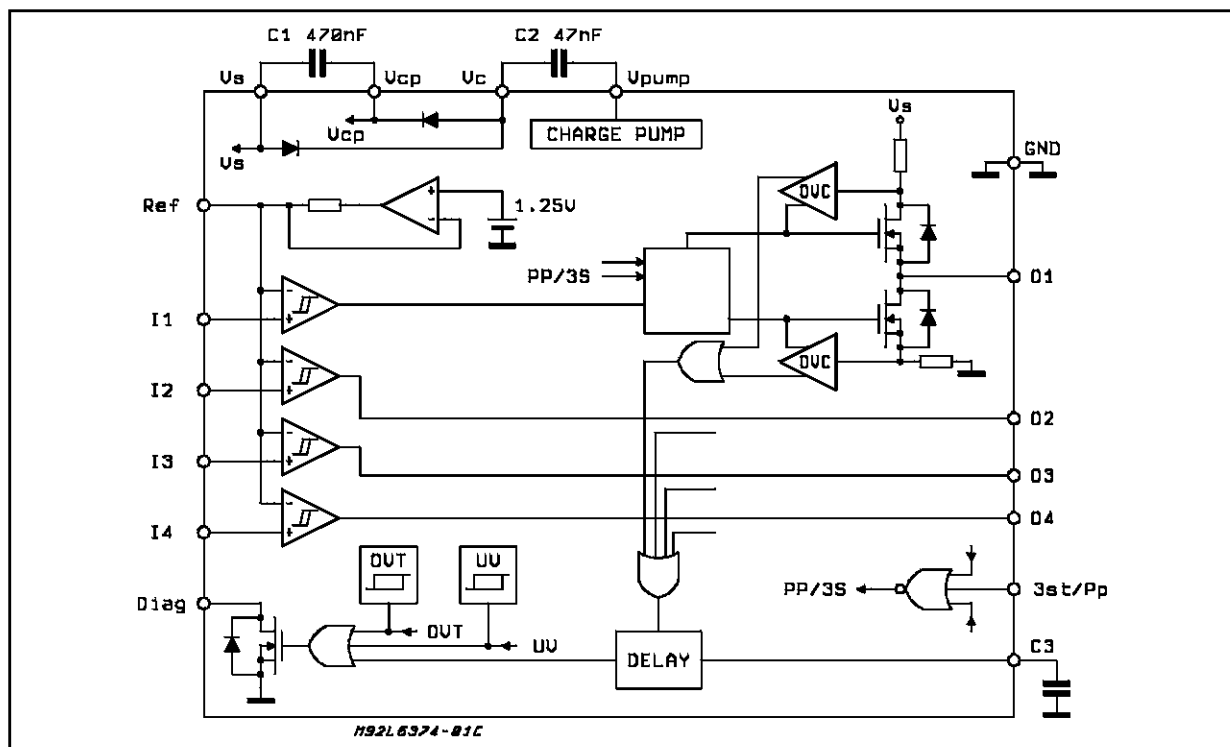 C1 470nF
C2 47nF
Vs
Vcp
Vc
Vpump
Vs
Vcp
CHARGE PUMP
Vs
GND
Ref
1.25V
OVC
PP/3S
O1
I1
OVC
I2
O2
I3
O3
I4
O4
OVT
UV
PP/3S
3st/Pp
Diag
OVT
UV
DELAY
C3
M92L6374-01C